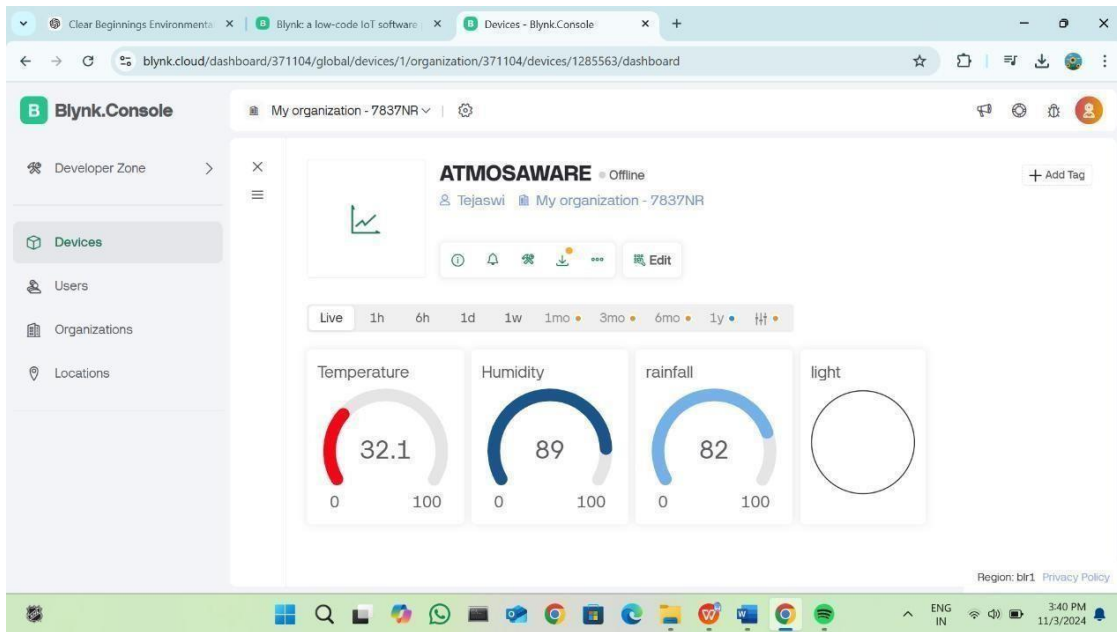 Clear Beginnings Environmenta
Blynk: a low-code IoT software
Devices - Blynk.Console
blynk.cloud/dashboard/371104/global/devices/1/organization/371104/devices/1285563/dashboard
B Blynk.Console
My organization - 7837NR
Developer Zone
Devices
Users
Organizations
Locations
ATMOSAWARE Offline
Tejaswi My organization - 7837NR
+ Add Tag
Edit
Live 1h 6h 1d 1w 1mo 3mo 6mo 1y
Temperature
32.1
0 100
Humidity
89
0 100
rainfall
82
0 100
light
Region: blr1 Privacy Policy
ENG
IN
3:40 PM
11/3/2024